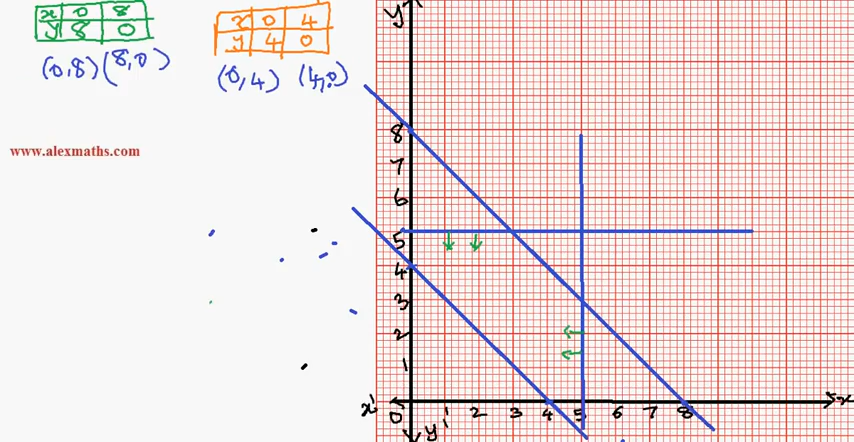 x 0 8
y 8 0
(0,8) (8,0)
x 0 4
y 4 0
(0,4) (4,0)
www.alexmaths.com
y
8
7
6
5
4
3
2
1
x' 0 1 2 3 4 5 6 7 8 x
y'